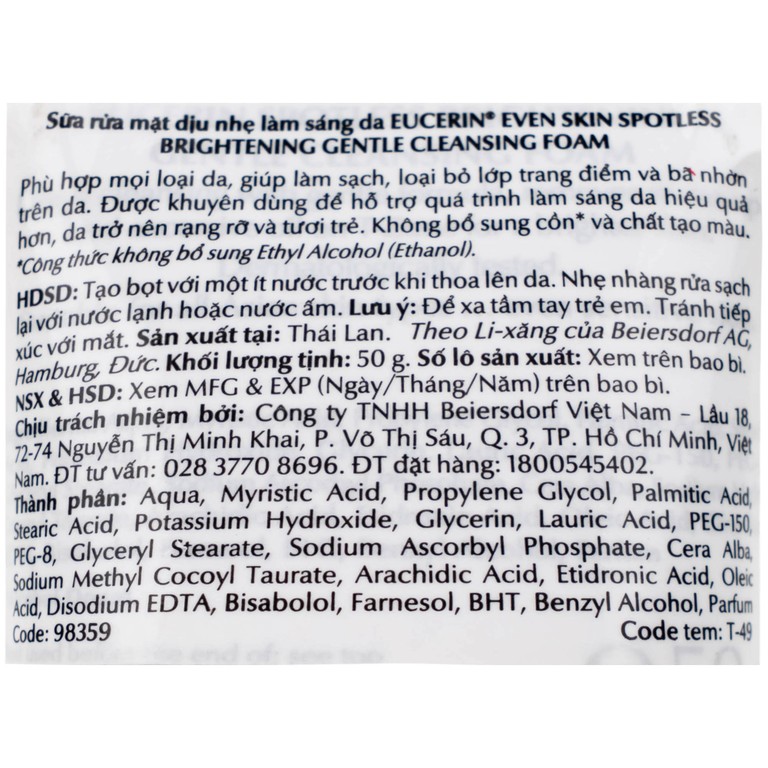 Sữa rửa mặt dịu nhẹ làm sáng da EUCERIN® EVEN SKIN SPOTLESS
BRIGHTENING GENTLE CLEANSING FOAM
Phù hợp mọi loại da, giúp làm sạch, loại bỏ lớp trang điểm và bã nhờn
trên da. Được khuyên dùng để hỗ trợ quá trình làm sáng da hiệu quả
hơn, da trở nên rạng rỡ và tươi trẻ. Không bổ sung cồn* và chất tạo màu.
*Công thức không bổ sung Ethyl Alcohol (Ethanol).
HDSD: Tạo bọt với một ít nước trước khi thoa lên da. Nhẹ nhàng rửa sạch
lại với nước lạnh hoặc nước ấm. Lưu ý: Để xa tầm tay trẻ em. Tránh tiếp
xúc với mắt. Sản xuất tại: Thái Lan. Theo Li-xăng của Beiersdorf AG,
Hamburg, Đức. Khối lượng tịnh: 50 g. Số lô sản xuất: Xem trên bao bì.
NSX & HSD: Xem MFG & EXP (Ngày/Tháng/Năm) trên bao bì.
Chịu trách nhiệm bởi: Công ty TNHH Beiersdorf Việt Nam – Lầu 18,
72-74 Nguyễn Thị Minh Khai, P. Võ Thị Sáu, Q. 3, TP. Hồ Chí Minh, Việt
Nam. ĐT tư vấn: 028 3770 8696. ĐT đặt hàng: 1800545402.
Thành phần: Aqua, Myristic Acid, Propylene Glycol, Palmitic Acid,
Stearic Acid, Potassium Hydroxide, Glycerin, Lauric Acid, PEG-150,
PEG-8, Glyceryl Stearate, Sodium Ascorbyl Phosphate, Cera Alba,
Sodium Methyl Cocoyl Taurate, Arachidic Acid, Etidronic Acid, Oleic
Acid, Disodium EDTA, Bisabolol, Farnesol, BHT, Benzyl Alcohol, Parfum
Code: 98359 Code tem: T-49